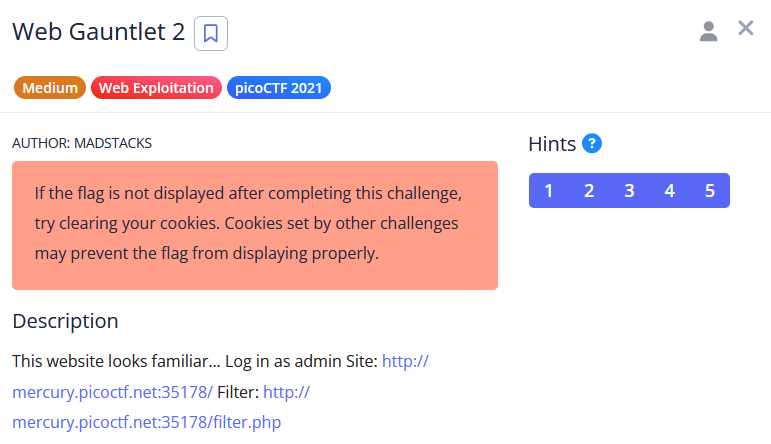 Web Gauntlet 2
Medium Web Exploitation picoCTF 2021
AUTHOR: MADSTACKS
If the flag is not displayed after completing this challenge,
try clearing your cookies. Cookies set by other challenges
may prevent the flag from displaying properly.
Hints ?
1 2 3 4 5
Description
This website looks familiar... Log in as admin Site: http://
mercury.picoctf.net:35178/ Filter: http://
mercury.picoctf.net:35178/filter.php